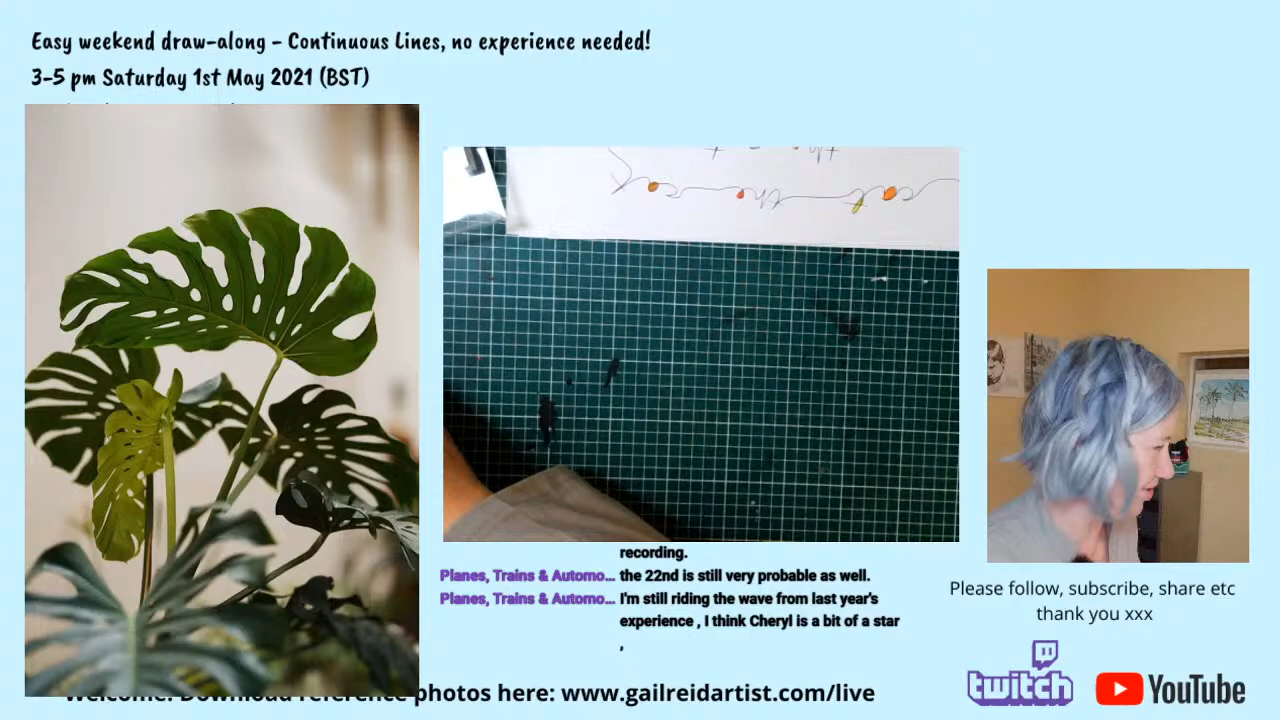 Easy weekend draw-along - Continuous Lines, no experience needed!
3-5 pm Saturday 1st May 2021 (BST)
cat the
recording.
Planes, Trains & Automo... the 22nd is still very probable as well.
Planes, Trains & Automo... I'm still riding the wave from last year's
experience , I think Cheryl is a bit of a star
,
Please follow, subscribe, share etc
thank you xxx
twitch
YouTube
Welcome! Download reference photos here: www.gailreidartist.com/live